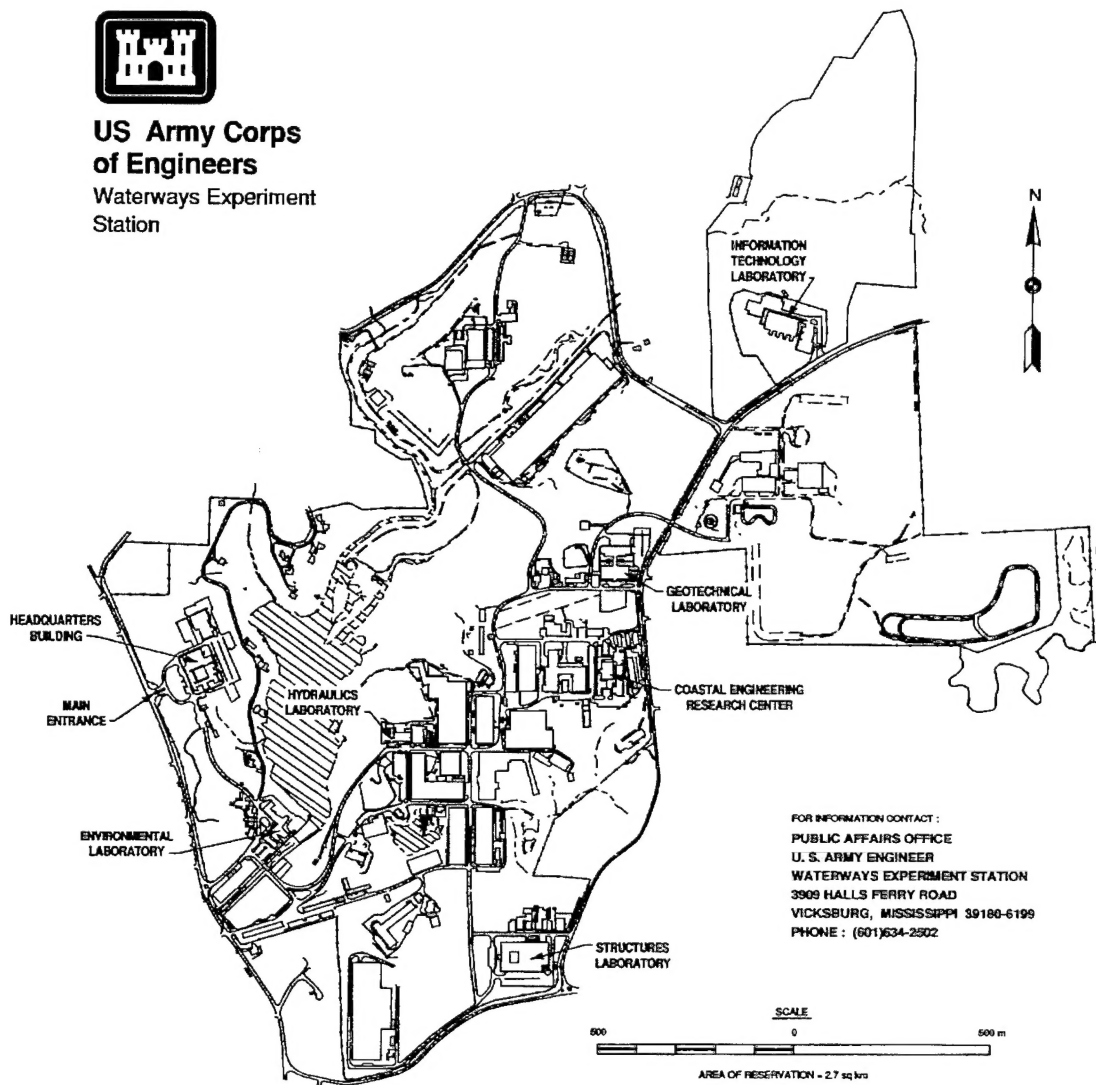 US Army Corps
of Engineers
Waterways Experiment
Station
N
INFORMATION
TECHNOLOGY
LABORATORY
GEOTECHNICAL
LABORATORY
HEADQUARTERS
BUILDING
MAIN
ENTRANCE
HYDRAULICS
LABORATORY
COASTAL ENGINEERING
RESEARCH CENTER
ENVIRONMENTAL
LABORATORY
STRUCTURES
LABORATORY
FOR INFORMATION CONTACT :
PUBLIC AFFAIRS OFFICE
U. S. ARMY ENGINEER
WATERWAYS EXPERIMENT STATION
3909 HALLS FERRY ROAD
VICKSBURG, MISSISSIPPI 39180-6199
PHONE : (601)634-2502
SCALE
500 0 500 m
AREA OF RESERVATION = 2.7 sq km